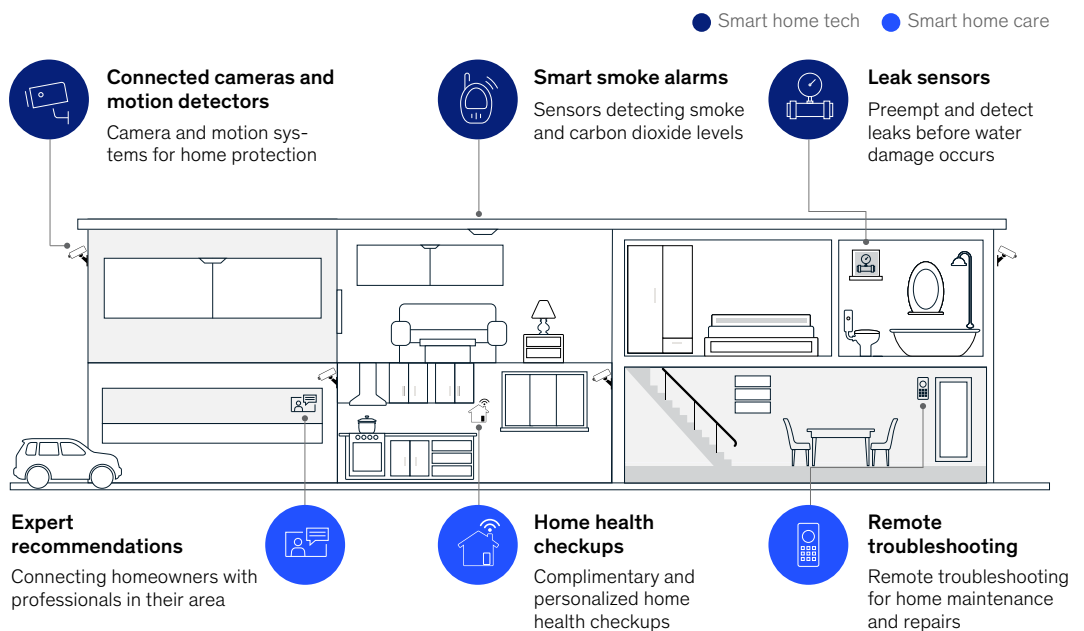 Smart home tech
Smart home care
Connected cameras and
motion detectors
Camera and motion sys-
tems for home protection
Smart smoke alarms
Sensors detecting smoke
and carbon dioxide levels
Leak sensors
Preempt and detect
leaks before water
damage occurs
Expert
recommendations
Connecting homeowners with
professionals in their area
Home health
checkups
Complimentary and
personalized home
health checkups
Remote
troubleshooting
Remote troubleshooting
for home maintenance
and repairs